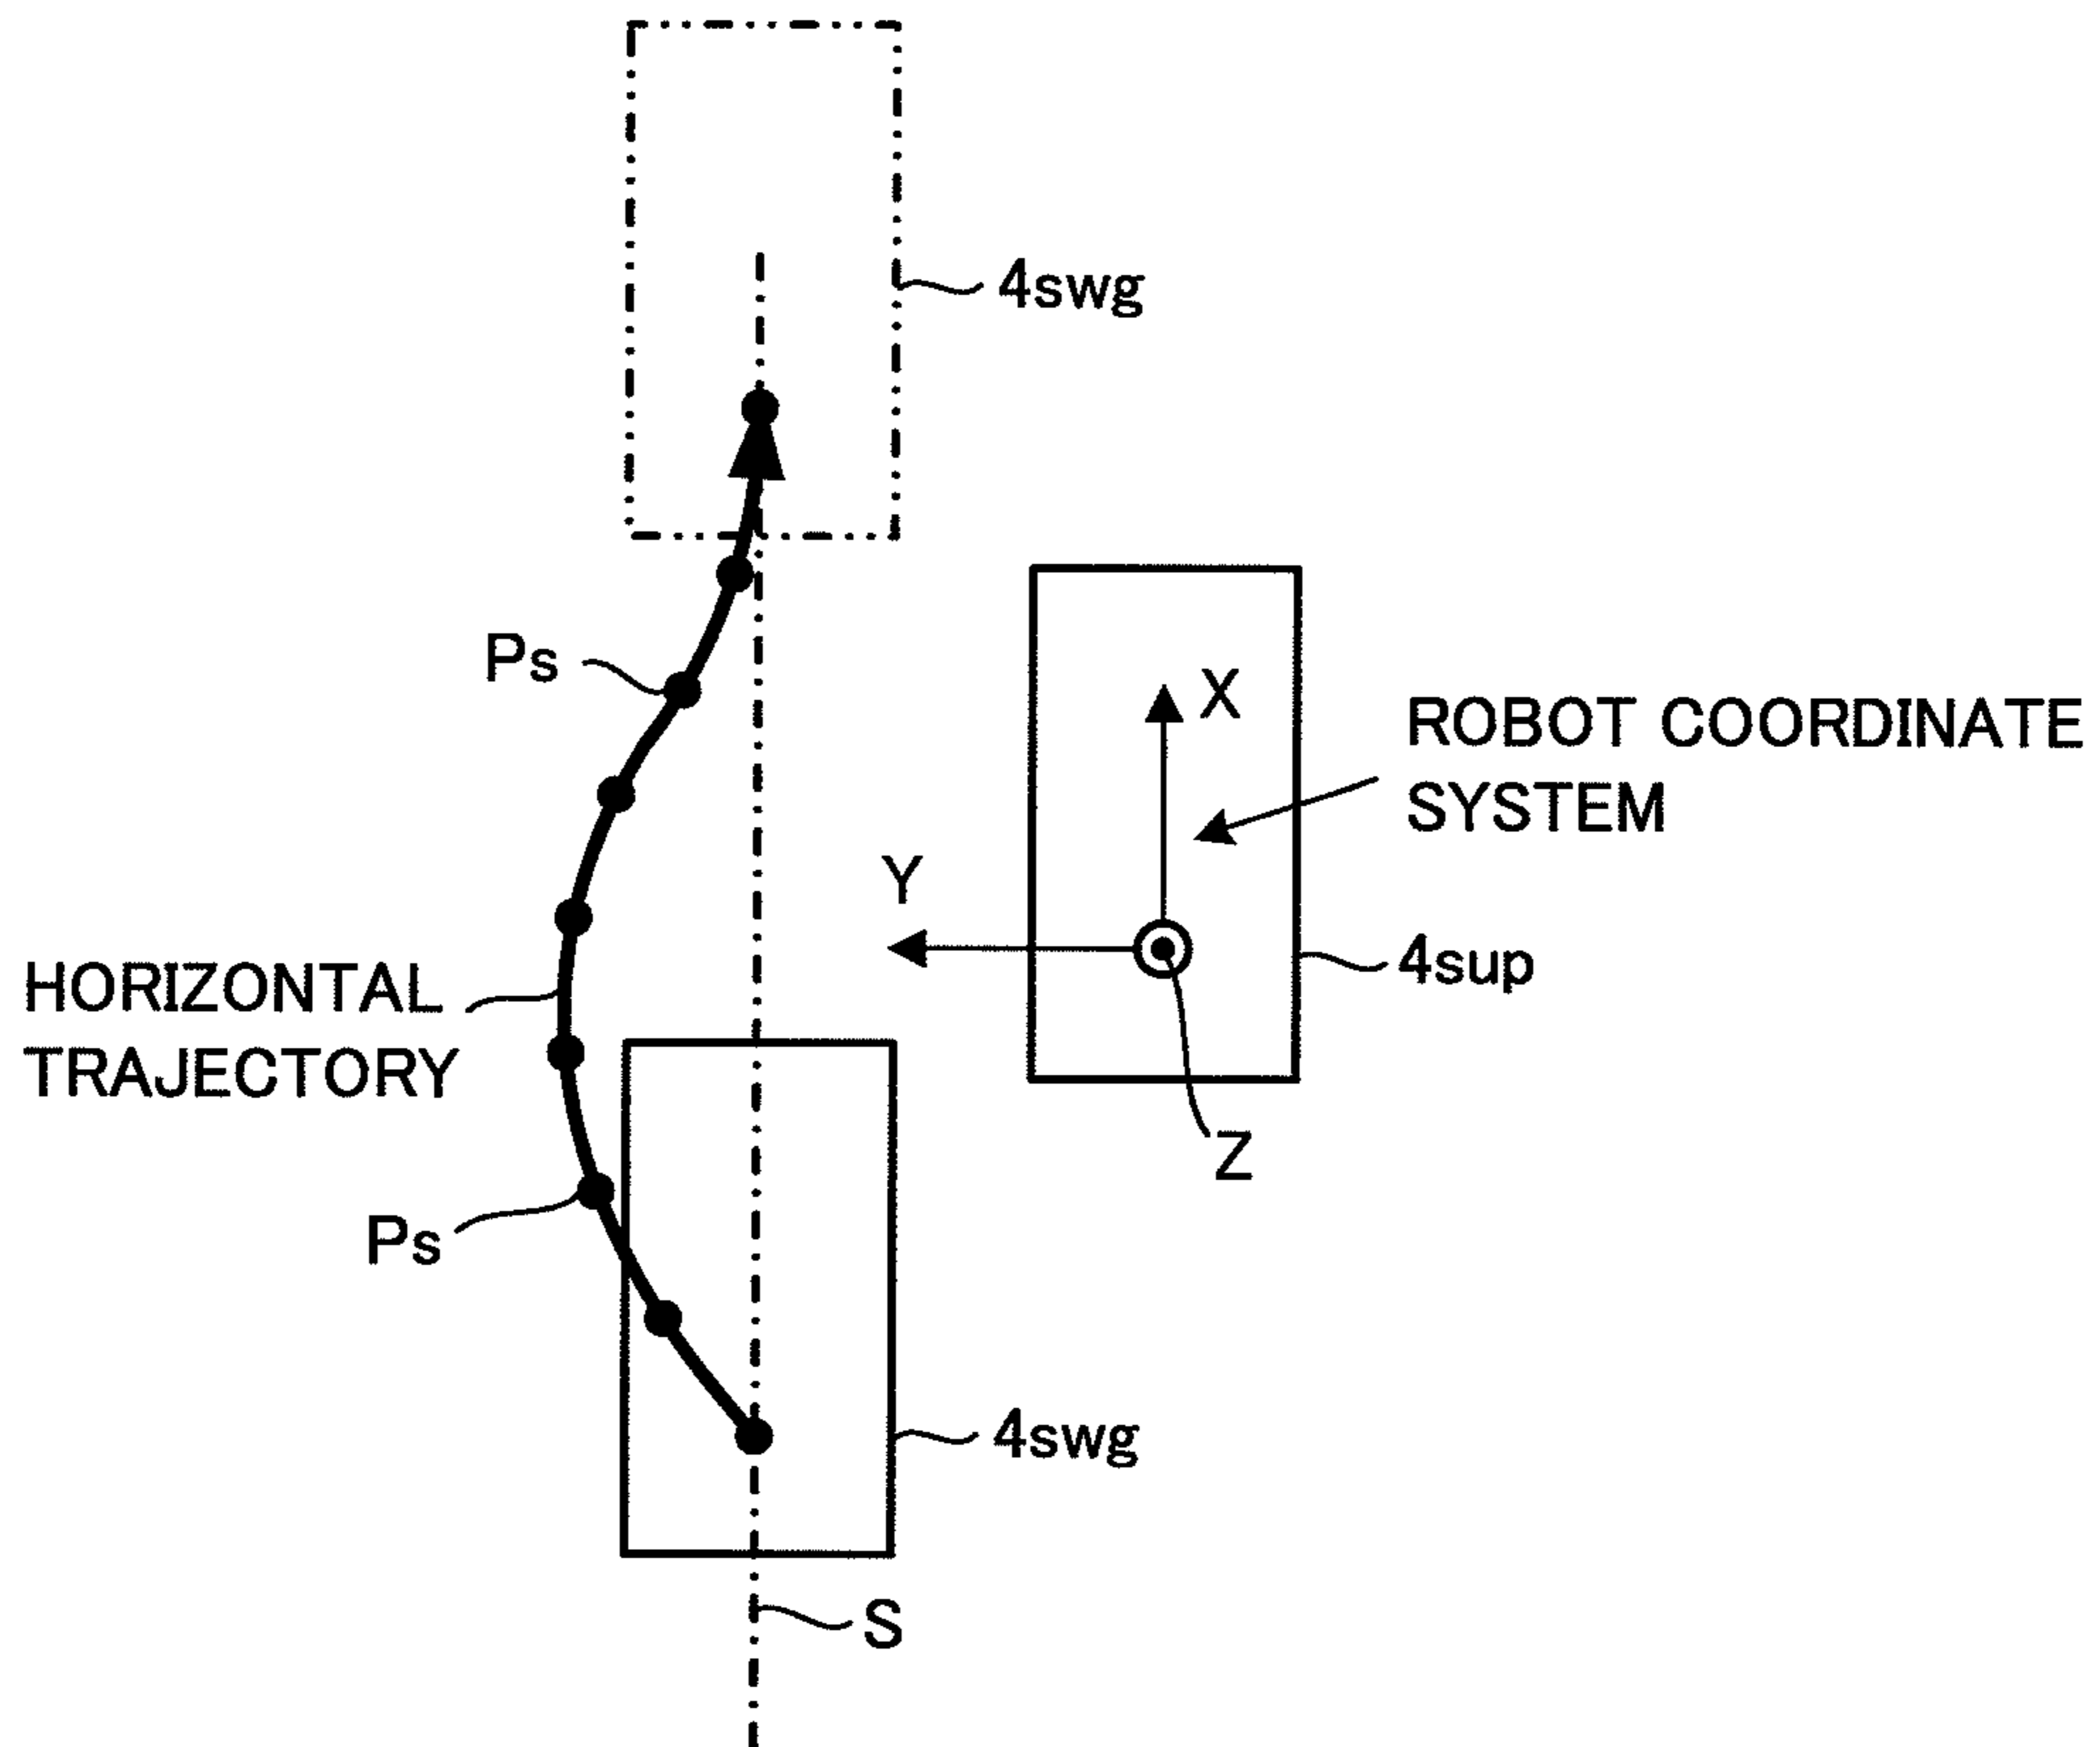 4swg
Ps
X
ROBOT COORDINATE
SYSTEM
Y
4sup
HORIZONTAL
TRAJECTORY
Z
Ps
4swg
S